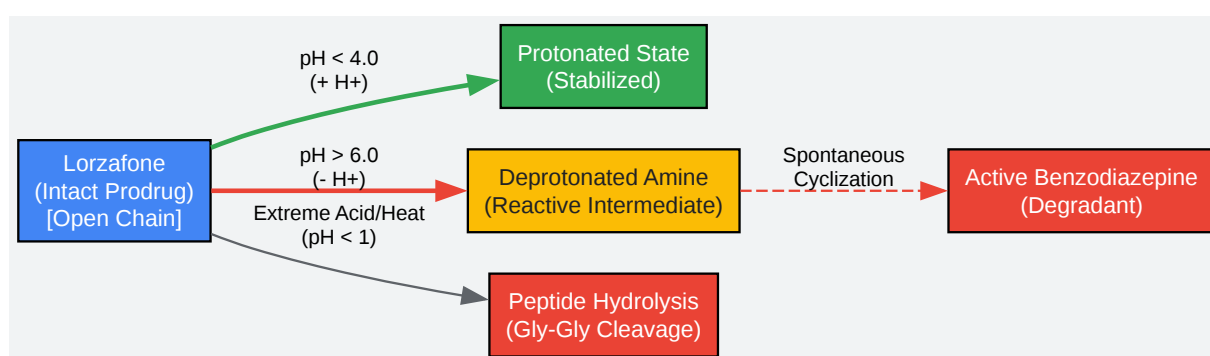 Lorzafone
(Intact Prodrug)
[Open Chain]
pH < 4.0
(+ H+)
Protonated State
(Stabilized)
pH > 6.0
(- H+)
Deprotonated Amine
(Reactive Intermediate)
Spontaneous
Cyclization
Active Benzodiazepine
(Degradant)
Extreme Acid/Heat
(pH < 1)
Peptide Hydrolysis
(Gly-Gly Cleavage)